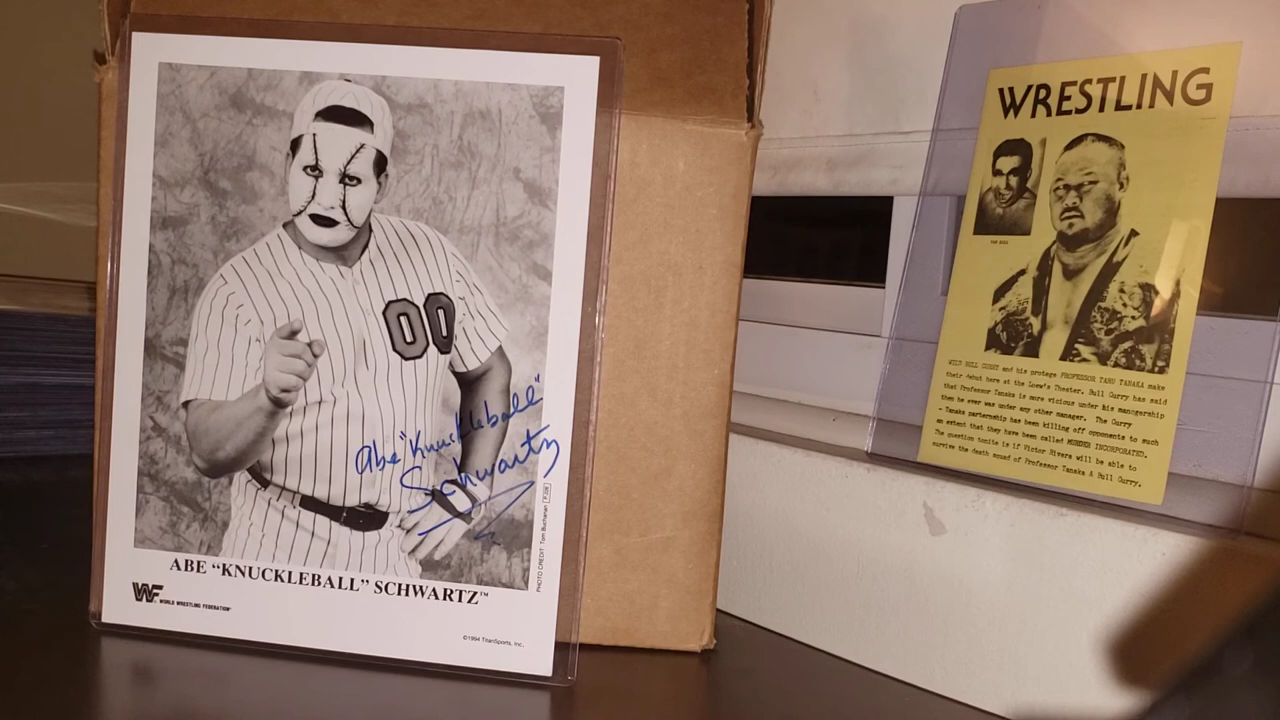 00
Abe "Knuckleball"
Schwartz
PHOTO CREDIT: Tom Buchanan
ABE “KNUCKLEBALL” SCHWARTZ™
WF WORLD WRESTLING FEDERATION
©1994 TitanSports, Inc.
WRESTLING
WILD BULL CURRY and his protege PROFESSOR TARU TANAKA make
their debut here at the Loew's Theater. Bull Curry has said
that Professor Tanaka is more vicious under his managership
then he ever was under any other manager. The Curry
- Tanaka parternship has been killing off opponents to such
an extent that they have been called MURDER INCORPORATED.
The question tonite is if Victor Rivera will be able to
survive the death squad of Professor Tanaka & Bull Curry.